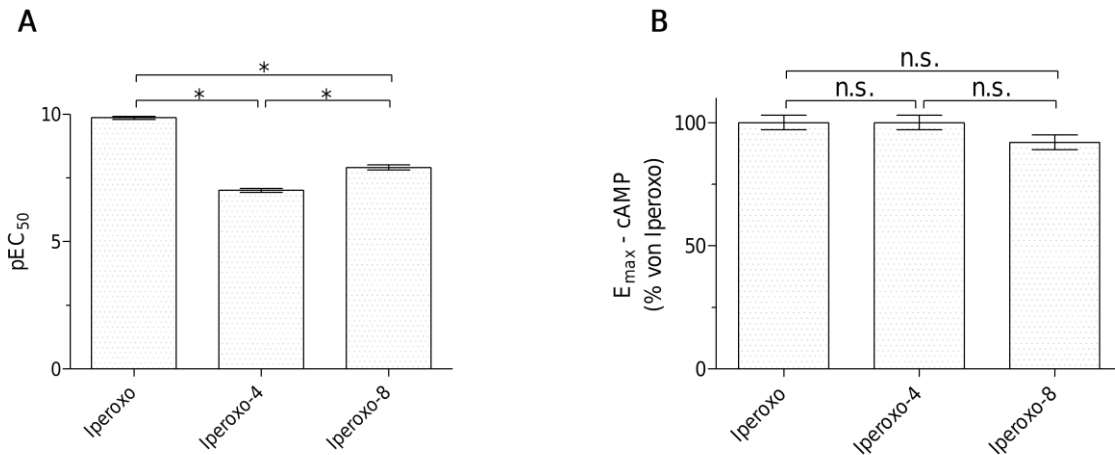 A
*
* *
10
5
0
pEC₅₀
Iperoxo
Iperoxo-4
Iperoxo-8
B
n.s.
n.s. n.s.
100
50
0
Eₘₐₓ - cAMP
(% von Iperoxo)
Iperoxo
Iperoxo-4
Iperoxo-8